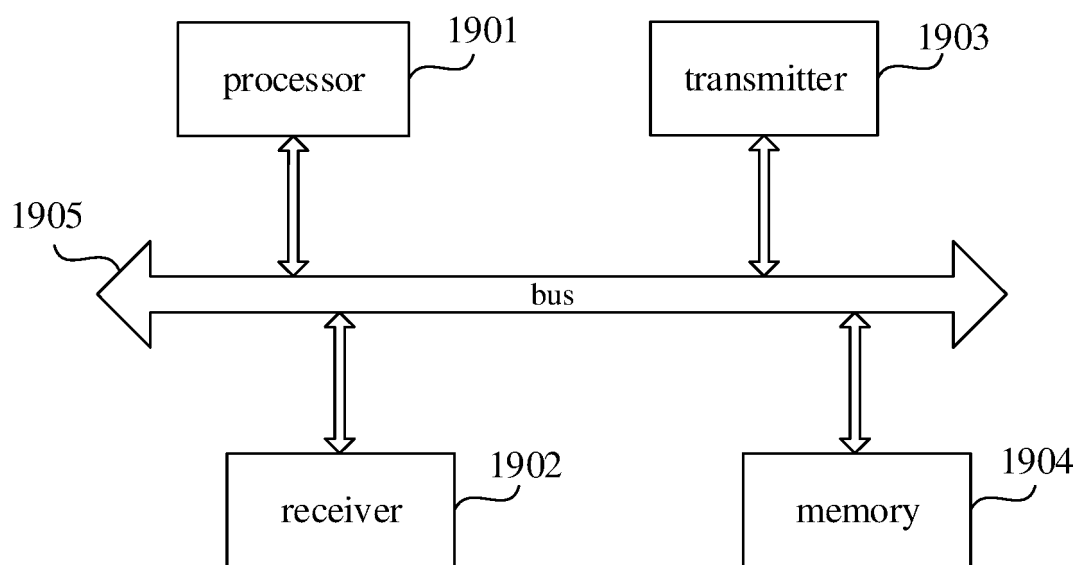 1901
processor
1903
transmitter
1905
bus
1902
receiver
1904
memory